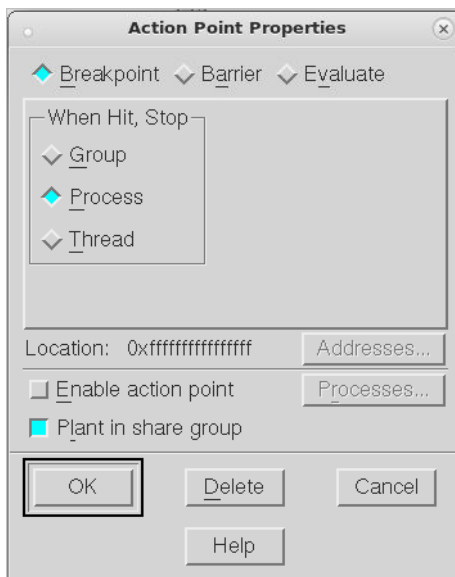 Action Point Properties
Breakpoint Barrier Evaluate
When Hit, Stop
Group
Process
Thread
Location: 0xffffffffffffffff Addresses...
Enable action point Processes...
Plant in share group
OK Delete Cancel
Help